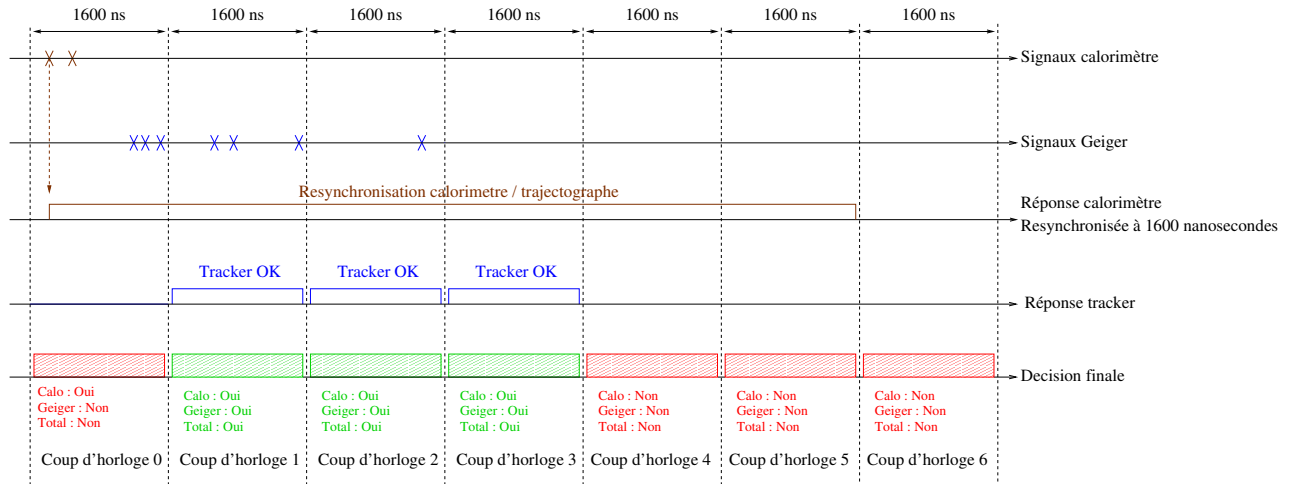 1600 ns
1600 ns
1600 ns
1600 ns
1600 ns
1600 ns
1600 ns
Signaux calorimètre
Signaux Geiger
Resynchronisation calorimetre / trajectographe
Réponse calorimètre
Resynchronisée à 1600 nanosecondes
Tracker OK
Tracker OK
Tracker OK
Réponse tracker
Decision finale
Calo : Oui
Geiger : Non
Total : Non
Calo : Oui
Geiger : Oui
Total : Oui
Calo : Oui
Geiger : Oui
Total : Oui
Calo : Oui
Geiger : Oui
Total : Oui
Calo : Non
Geiger : Non
Total : Non
Calo : Non
Geiger : Non
Total : Non
Calo : Non
Geiger : Non
Total : Non
Coup d'horloge 0
Coup d'horloge 1
Coup d'horloge 2
Coup d'horloge 3
Coup d'horloge 4
Coup d'horloge 5
Coup d'horloge 6